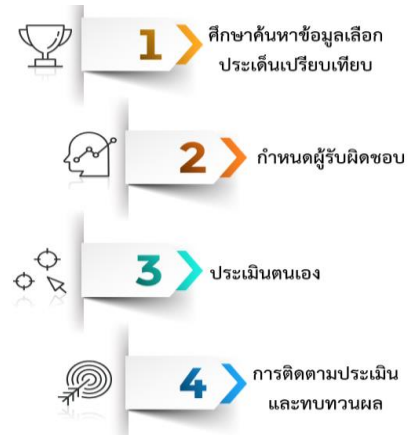 1
ศึกษาค้นหาข้อมูลเลือก
ประเด็นเปรียบเทียบ
2
กำหนดผู้รับผิดชอบ
3
ประเมินตนเอง
4
การติดตามประเมิน
และทบทวนผล